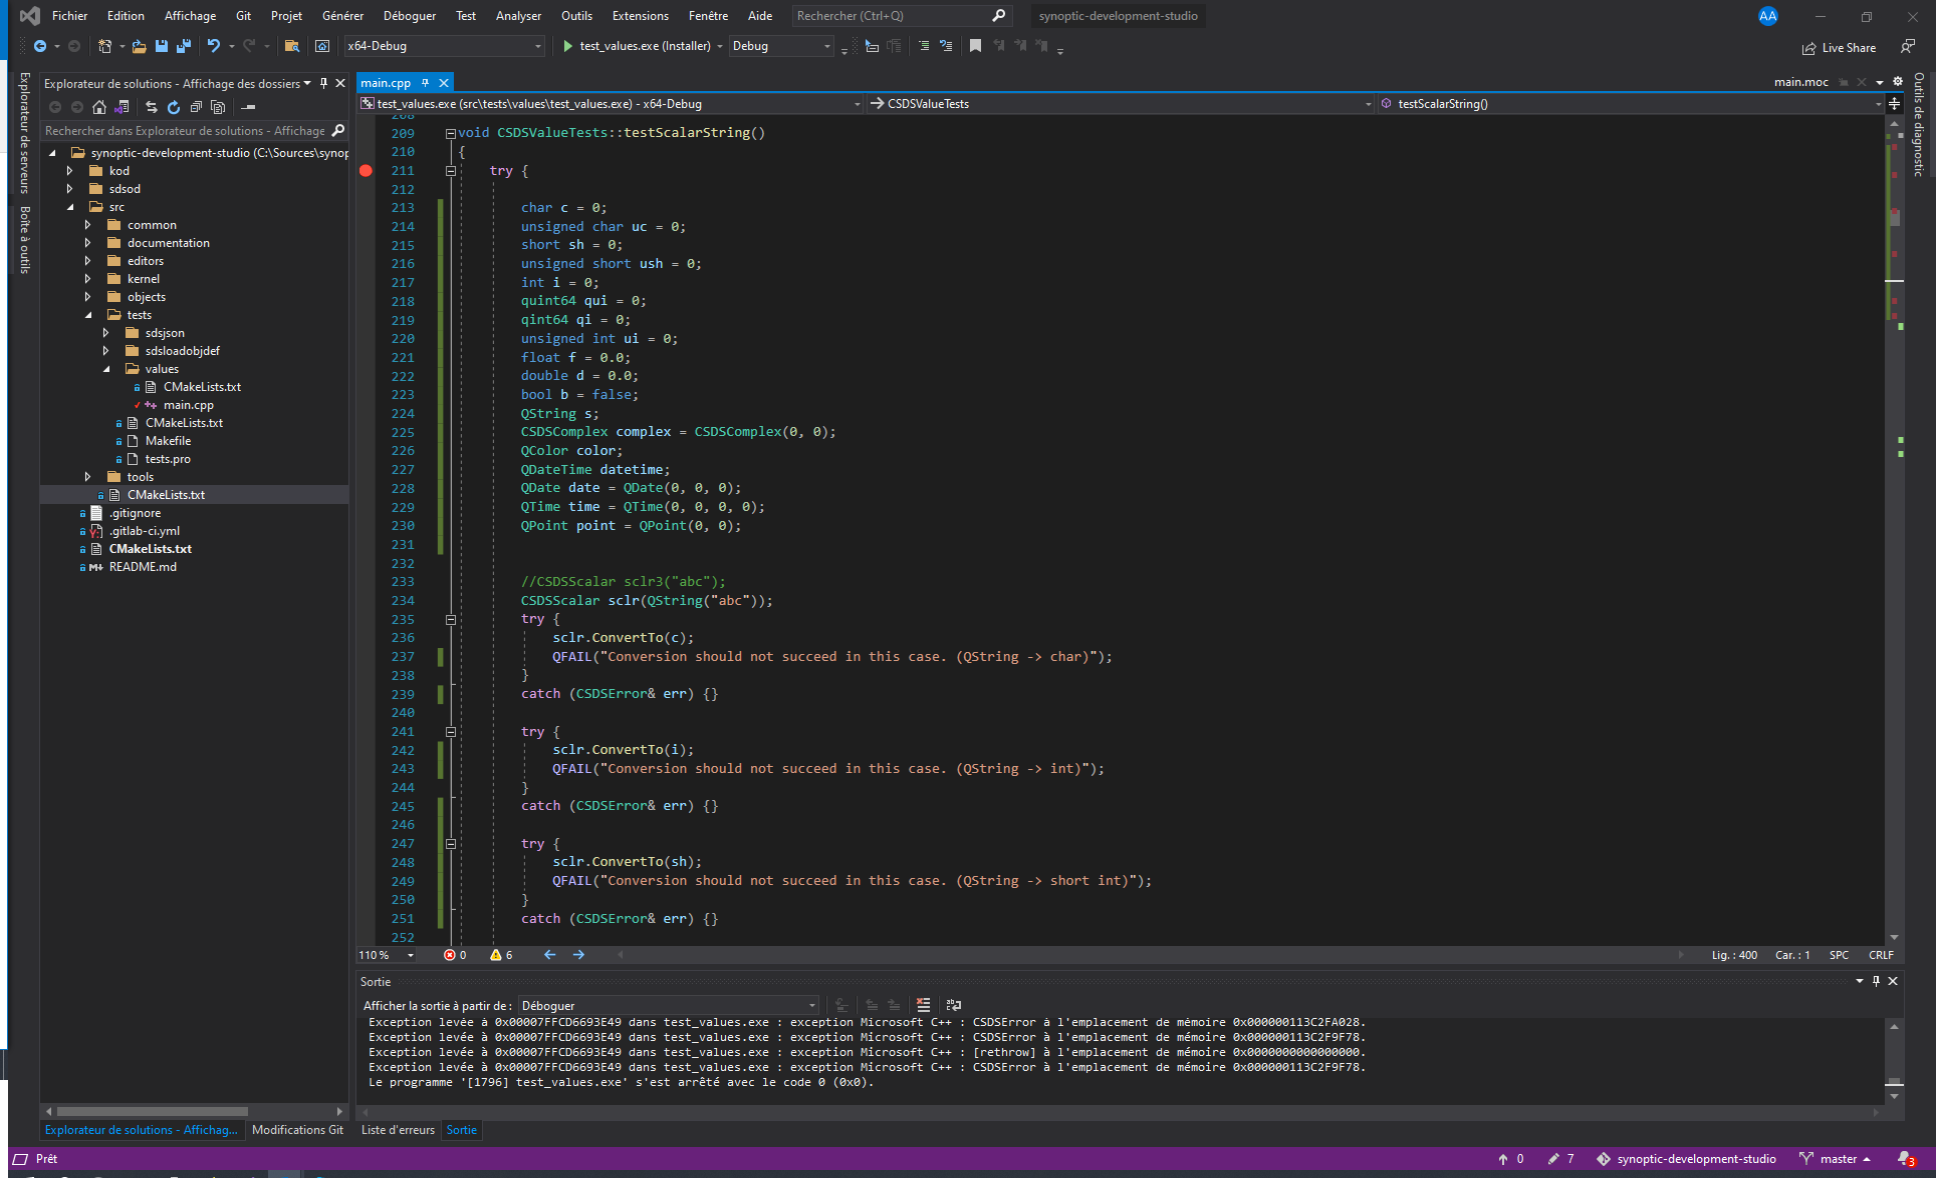 Fichier Edition Affichage Git Projet Générer Déboguer Test Analyser Outils Extensions Fenêtre Aide Rechercher (Ctrl+Q) synoptic-development-studio AA
x64-Debug test_values.exe (Installer) Debug Live Share
Explorateur de serveurs
Boîte à outils
Explorateur de solutions - Affichage des dossiers
Rechercher dans Explorateur de solutions - Affichage
synoptic-development-studio (C:\Sources\synop
kod
sdsod
src
common
documentation
editors
kernel
objects
tests
sdsjson
sdsloadobjdef
values
CMakeLists.txt
main.cpp
CMakeLists.txt
Makefile
tests.pro
tools
CMakeLists.txt
.gitignore
.gitlab-ci.yml
CMakeLists.txt
README.md
Explorateur de solutions - Affichag... Modifications Git
main.cpp main.moc
test_values.exe (src\tests\values\test_values.exe) - x64-Debug CSDSValueTests testScalarString()
208
209 void CSDSValueTests::testScalarString()
210 {
211 try {
212
213 char c = 0;
214 unsigned char uc = 0;
215 short sh = 0;
216 unsigned short ush = 0;
217 int i = 0;
218 quint64 qui = 0;
219 qint64 qi = 0;
220 unsigned int ui = 0;
221 float f = 0.0;
222 double d = 0.0;
223 bool b = false;
224 QString s;
225 CSDSComplex complex = CSDSComplex(0, 0);
226 QColor color;
227 QDateTime datetime;
228 QDate date = QDate(0, 0, 0);
229 QTime time = QTime(0, 0, 0, 0);
230 QPoint point = QPoint(0, 0);
231
232
233 //CSDSScalar sclr3("abc");
234 CSDSScalar sclr(QString("abc"));
235 try {
236 sclr.ConvertTo(c);
237 QFAIL("Conversion should not succeed in this case. (QString -> char)");
238 }
239 catch (CSDSError& err) {}
240
241 try {
242 sclr.ConvertTo(i);
243 QFAIL("Conversion should not succeed in this case. (QString -> int)");
244 }
245 catch (CSDSError& err) {}
246
247 try {
248 sclr.ConvertTo(sh);
249 QFAIL("Conversion should not succeed in this case. (QString -> short int)");
250 }
251 catch (CSDSError& err) {}
252
110 % 0 6 Lig. : 400 Car. : 1 SPC CRLF
Sortie
Afficher la sortie à partir de : Déboguer
Exception levée à 0x00007FFCD6693E49 dans test_values.exe : exception Microsoft C++ : CSDSError à l'emplacement de mémoire 0x000000113C2FA028.
Exception levée à 0x00007FFCD6693E49 dans test_values.exe : exception Microsoft C++ : CSDSError à l'emplacement de mémoire 0x000000113C2F9F78.
Exception levée à 0x00007FFCD6693E49 dans test_values.exe : exception Microsoft C++ : [rethrow] à l'emplacement de mémoire 0x0000000000000000.
Exception levée à 0x00007FFCD6693E49 dans test_values.exe : exception Microsoft C++ : CSDSError à l'emplacement de mémoire 0x000000113C2F9F78.
Le programme '[1796] test_values.exe' s'est arrêté avec le code 0 (0x0).
Liste d'erreurs Sortie
Outils de diagnostic
Prêt 0 7 synoptic-development-studio master 3